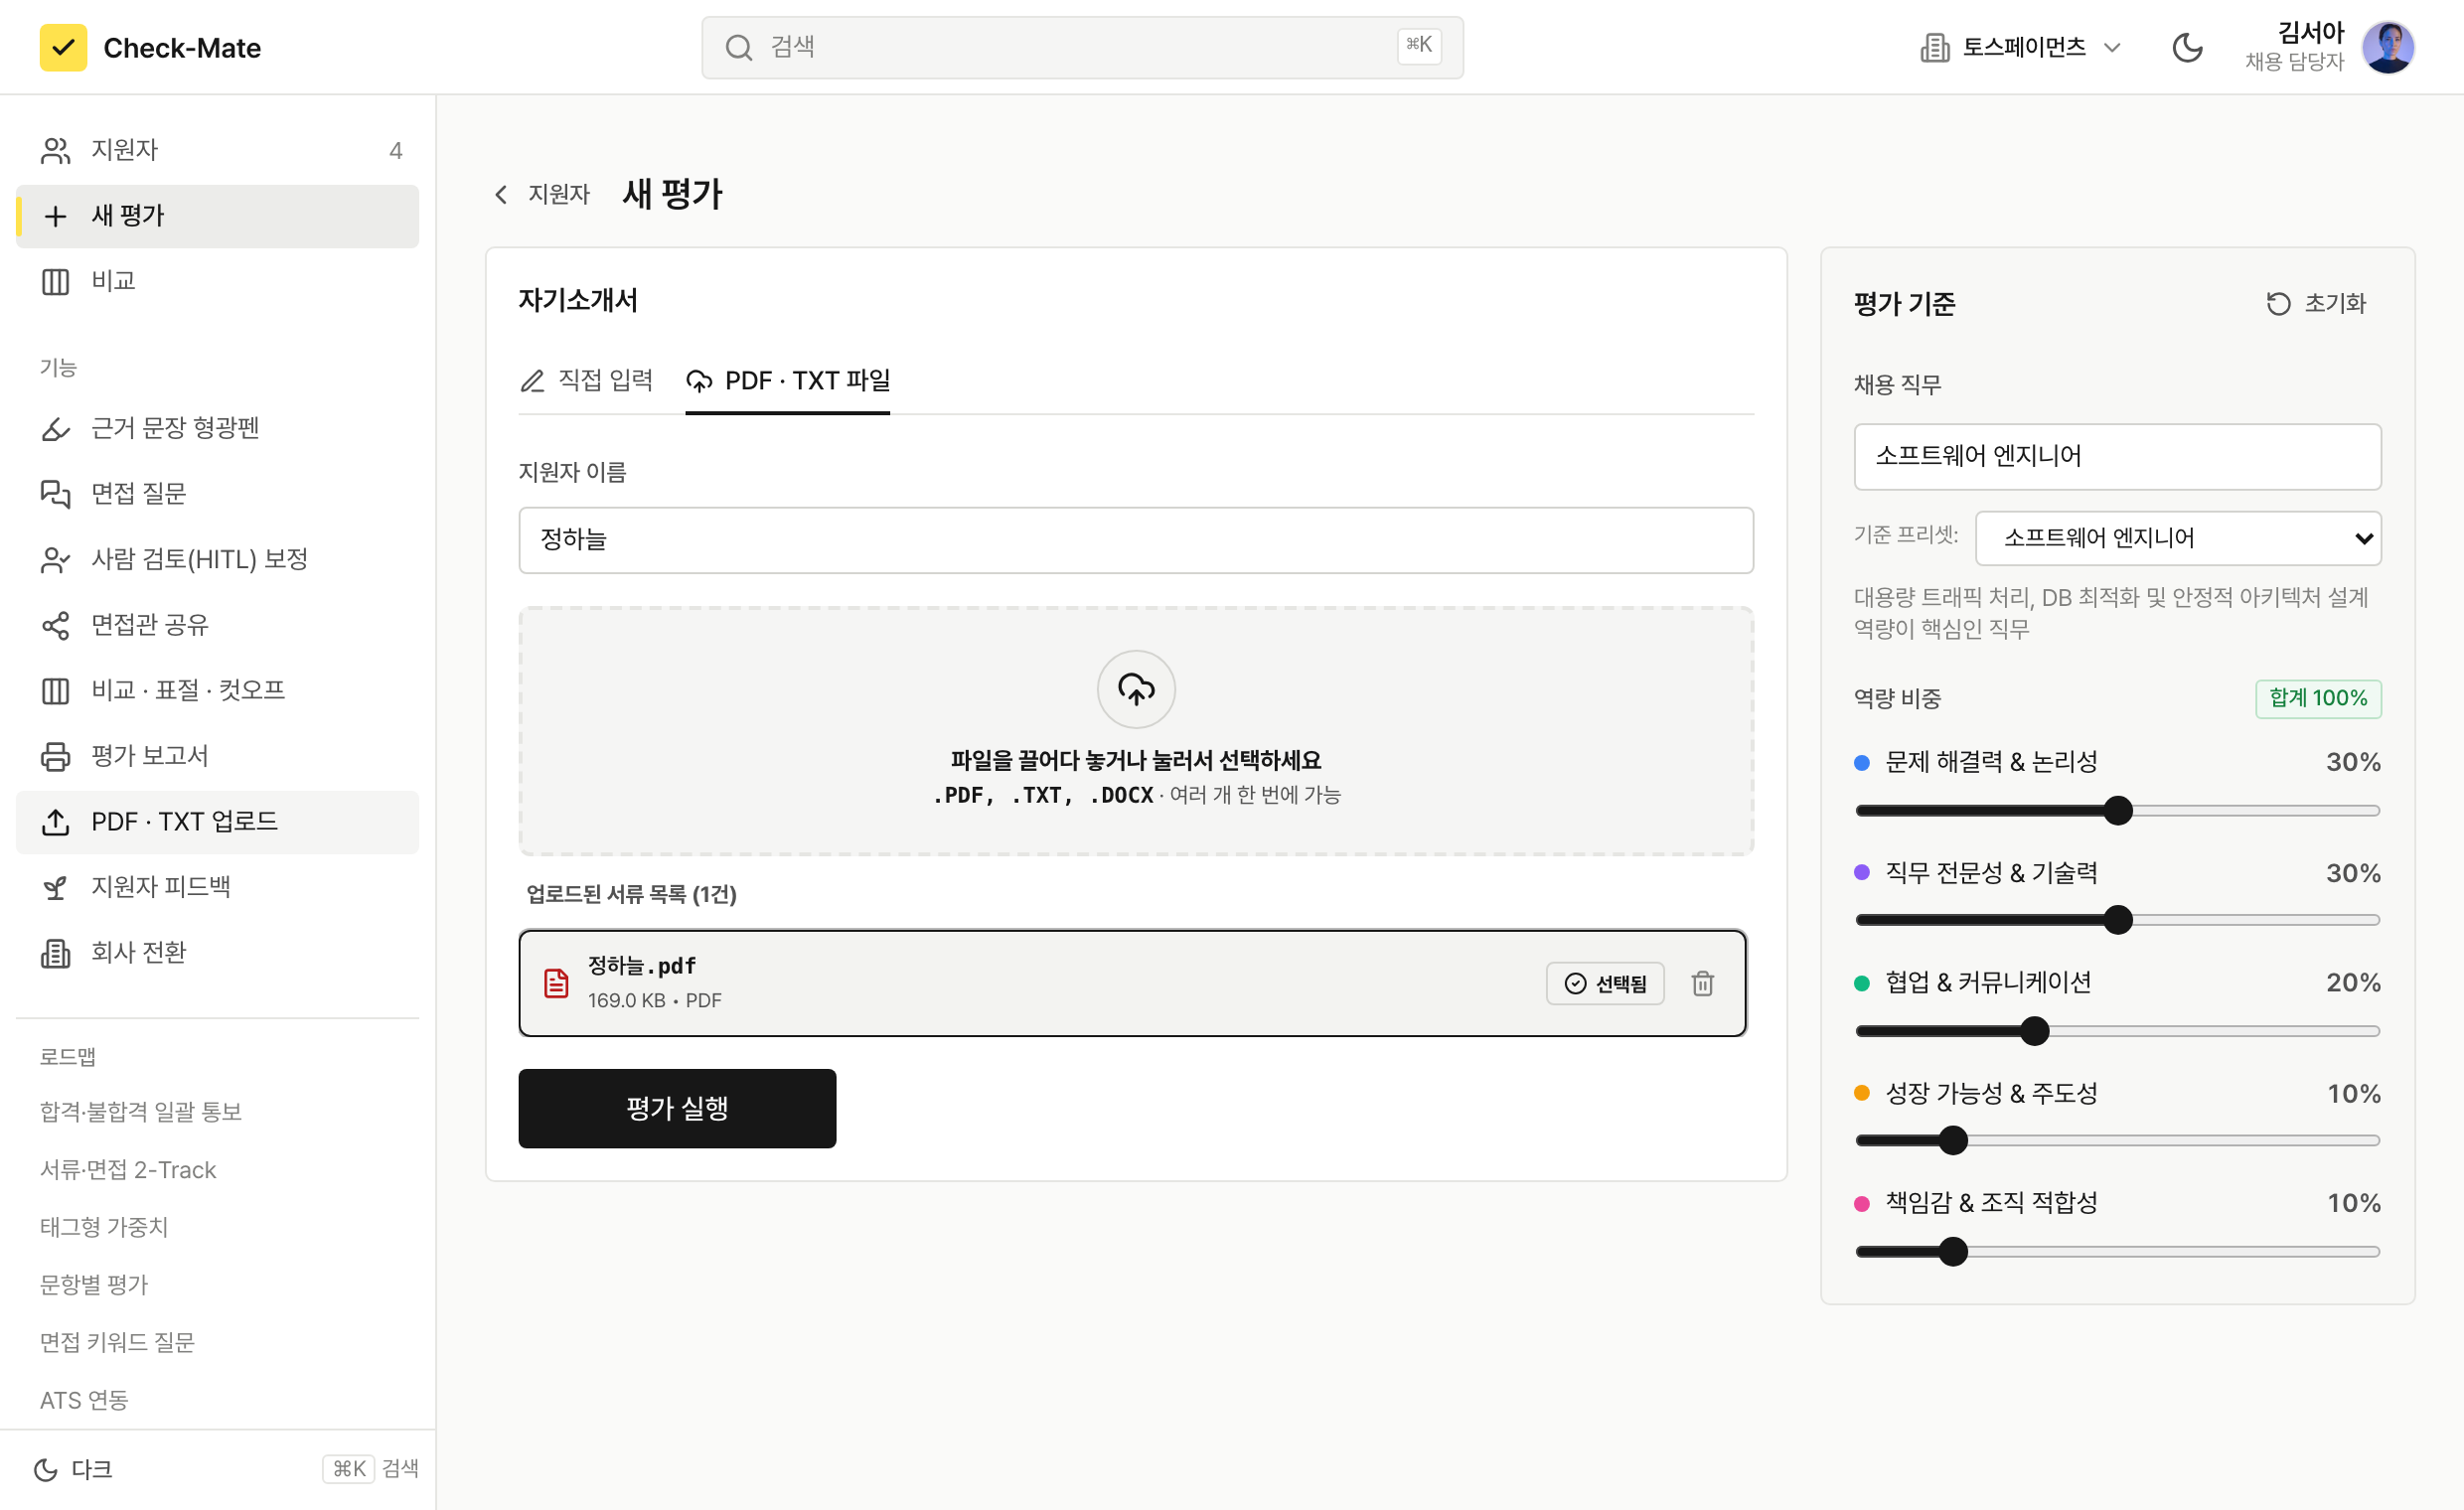 Check-Mate
검색
⌘K
토스페이먼츠
김서아
채용 담당자
지원자
4
새 평가
비교
기능
근거 문장 형광펜
면접 질문
사람 검토(HITL) 보정
면접관 공유
비교 · 표절 · 컷오프
평가 보고서
PDF · TXT 업로드
지원자 피드백
회사 전환
로드맵
합격·불합격 일괄 통보
서류·면접 2-Track
태그형 가중치
문항별 평가
면접 키워드 질문
ATS 연동
다크
⌘K 검색
지원자
새 평가
자기소개서
직접 입력
PDF · TXT 파일
지원자 이름
정하늘
파일을 끌어다 놓거나 눌러서 선택하세요
.PDF, .TXT, .DOCX · 여러 개 한 번에 가능
업로드된 서류 목록 (1건)
정하늘.pdf
169.0 KB • PDF
선택됨
평가 실행
평가 기준
초기화
채용 직무
소프트웨어 엔지니어
기준 프리셋:
소프트웨어 엔지니어
대용량 트래픽 처리, DB 최적화 및 안정적 아키텍처 설계
역량이 핵심인 직무
역량 비중
합계 100%
문제 해결력 & 논리성
30%
직무 전문성 & 기술력
30%
협업 & 커뮤니케이션
20%
성장 가능성 & 주도성
10%
책임감 & 조직 적합성
10%